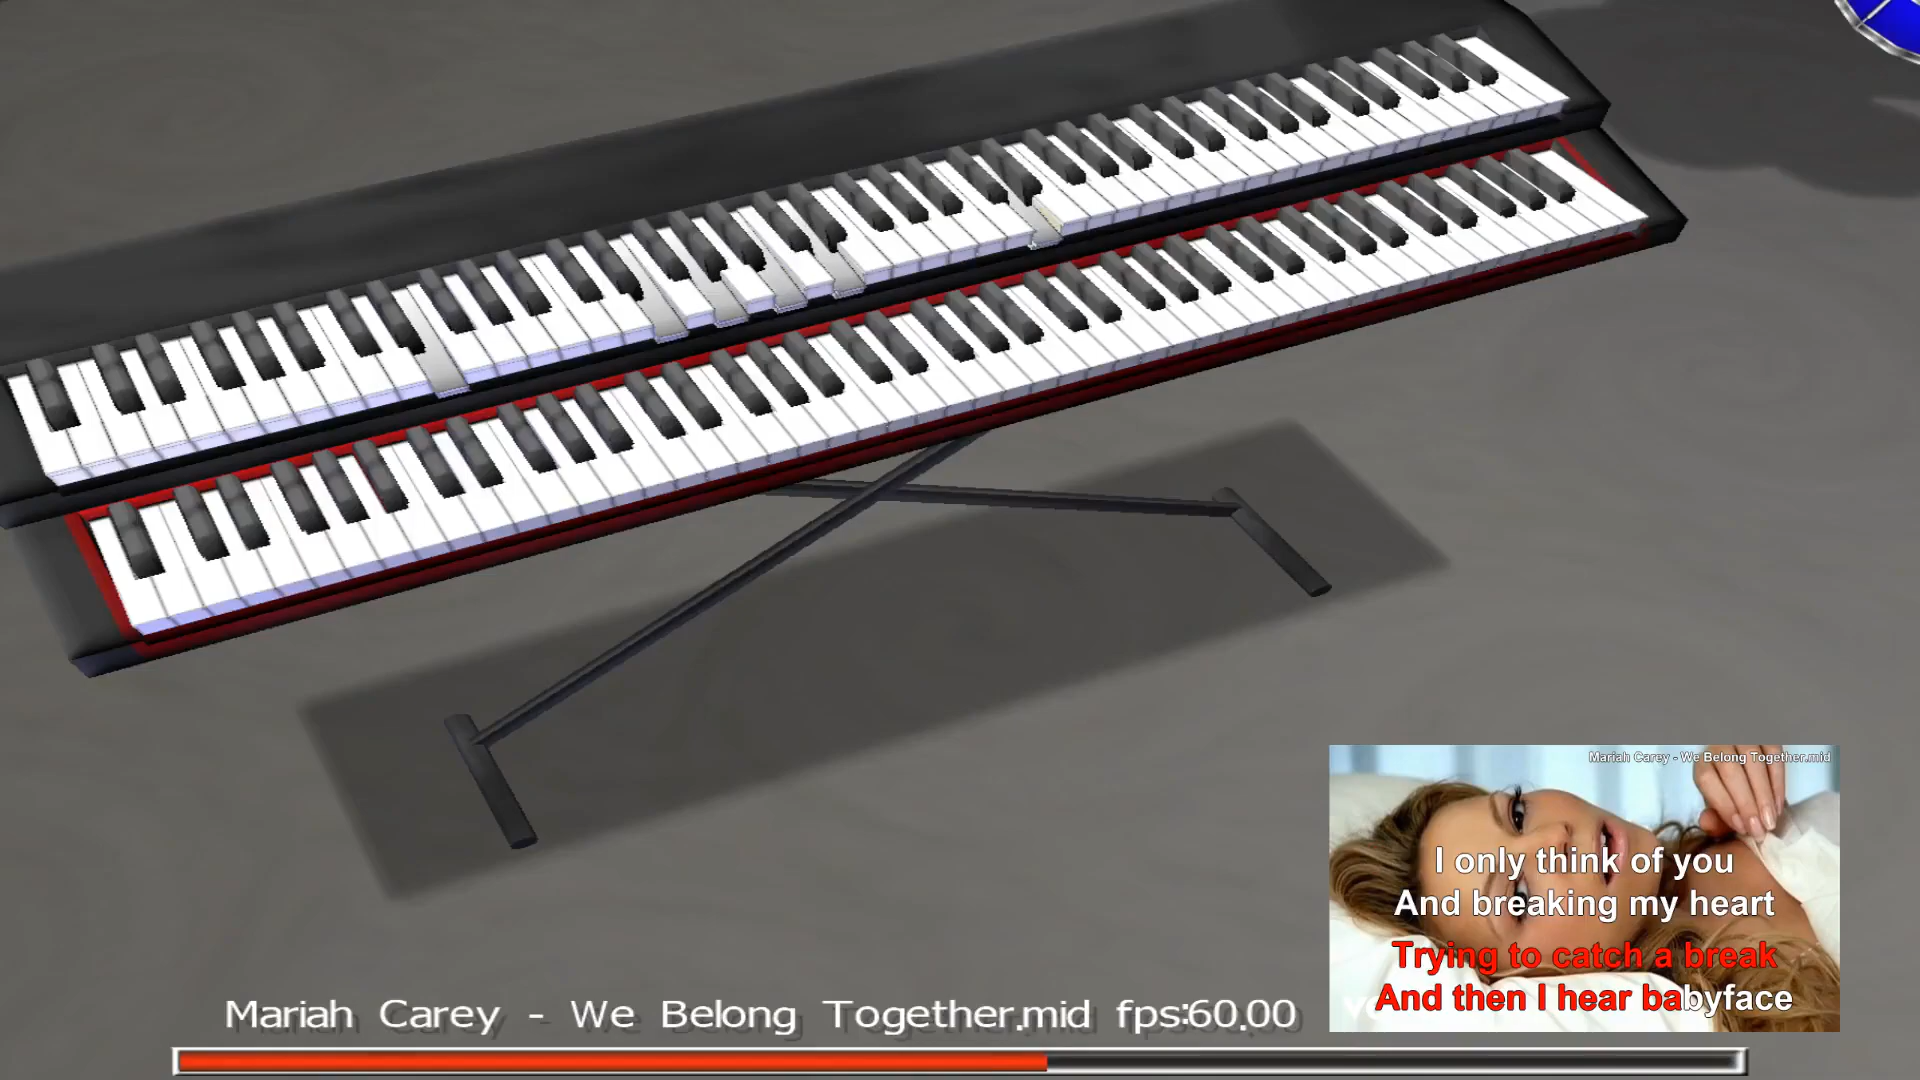 Mariah Carey - We Belong Together.mid
I only think of you
And breaking my heart
Trying to catch a break
And then I hear babyface
Mariah Carey - We Belong Together.mid fps:60.00